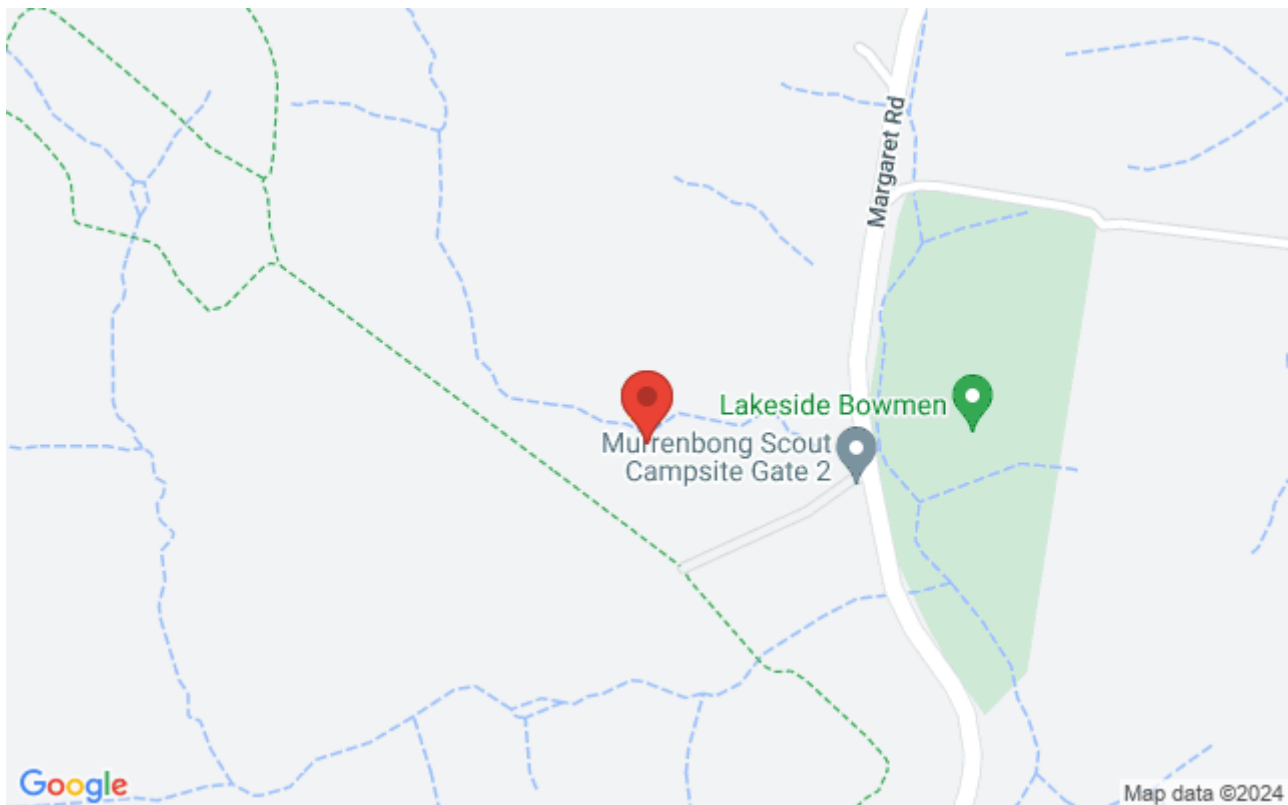 Margaret Rd
Lakeside Bowmen
Murrenbong Scout
Campsite Gate 2
Google
Map data ©2024